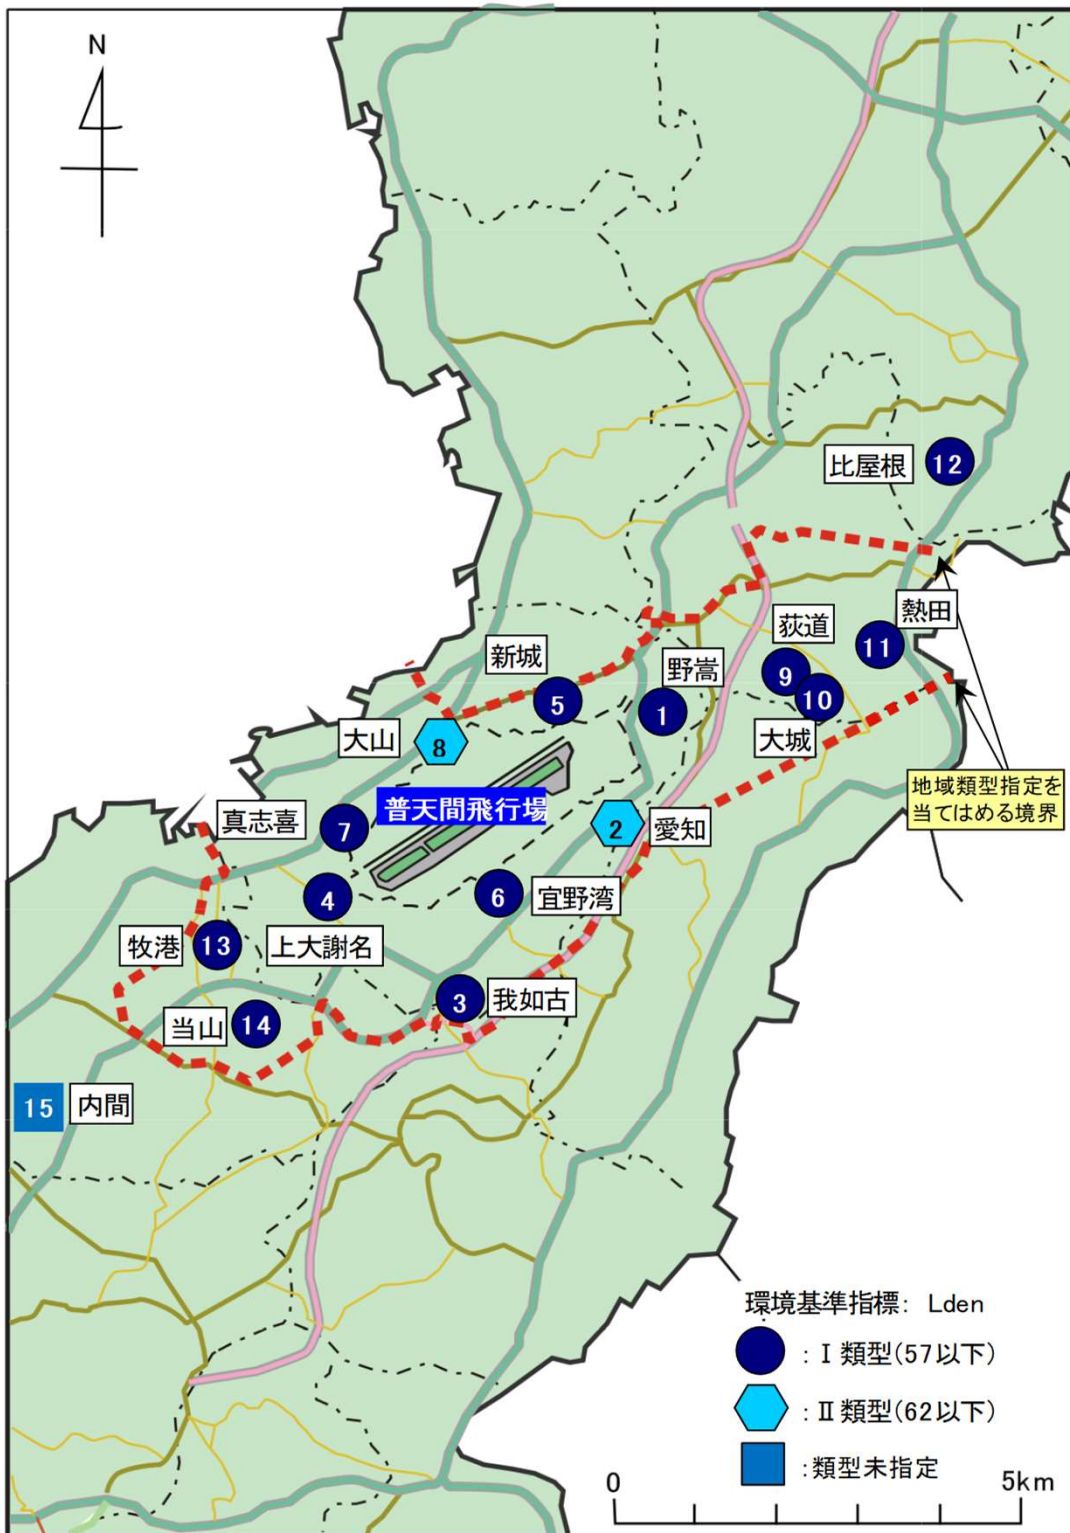 N
比屋根
12
熱田
11
荻道
9
10
大城
野嵩
1
新城
5
大山
8
普天間飛行場
地域類型指定を
当てはめる境界
真志喜
7
2
愛知
4
6
宜野湾
牧港
13
上大謝名
3
我如古
当山
14
15
内間
環境基準指標: Lden
:Ⅰ類型(57以下)
:Ⅱ類型(62以下)
:類型未指定
0
5km